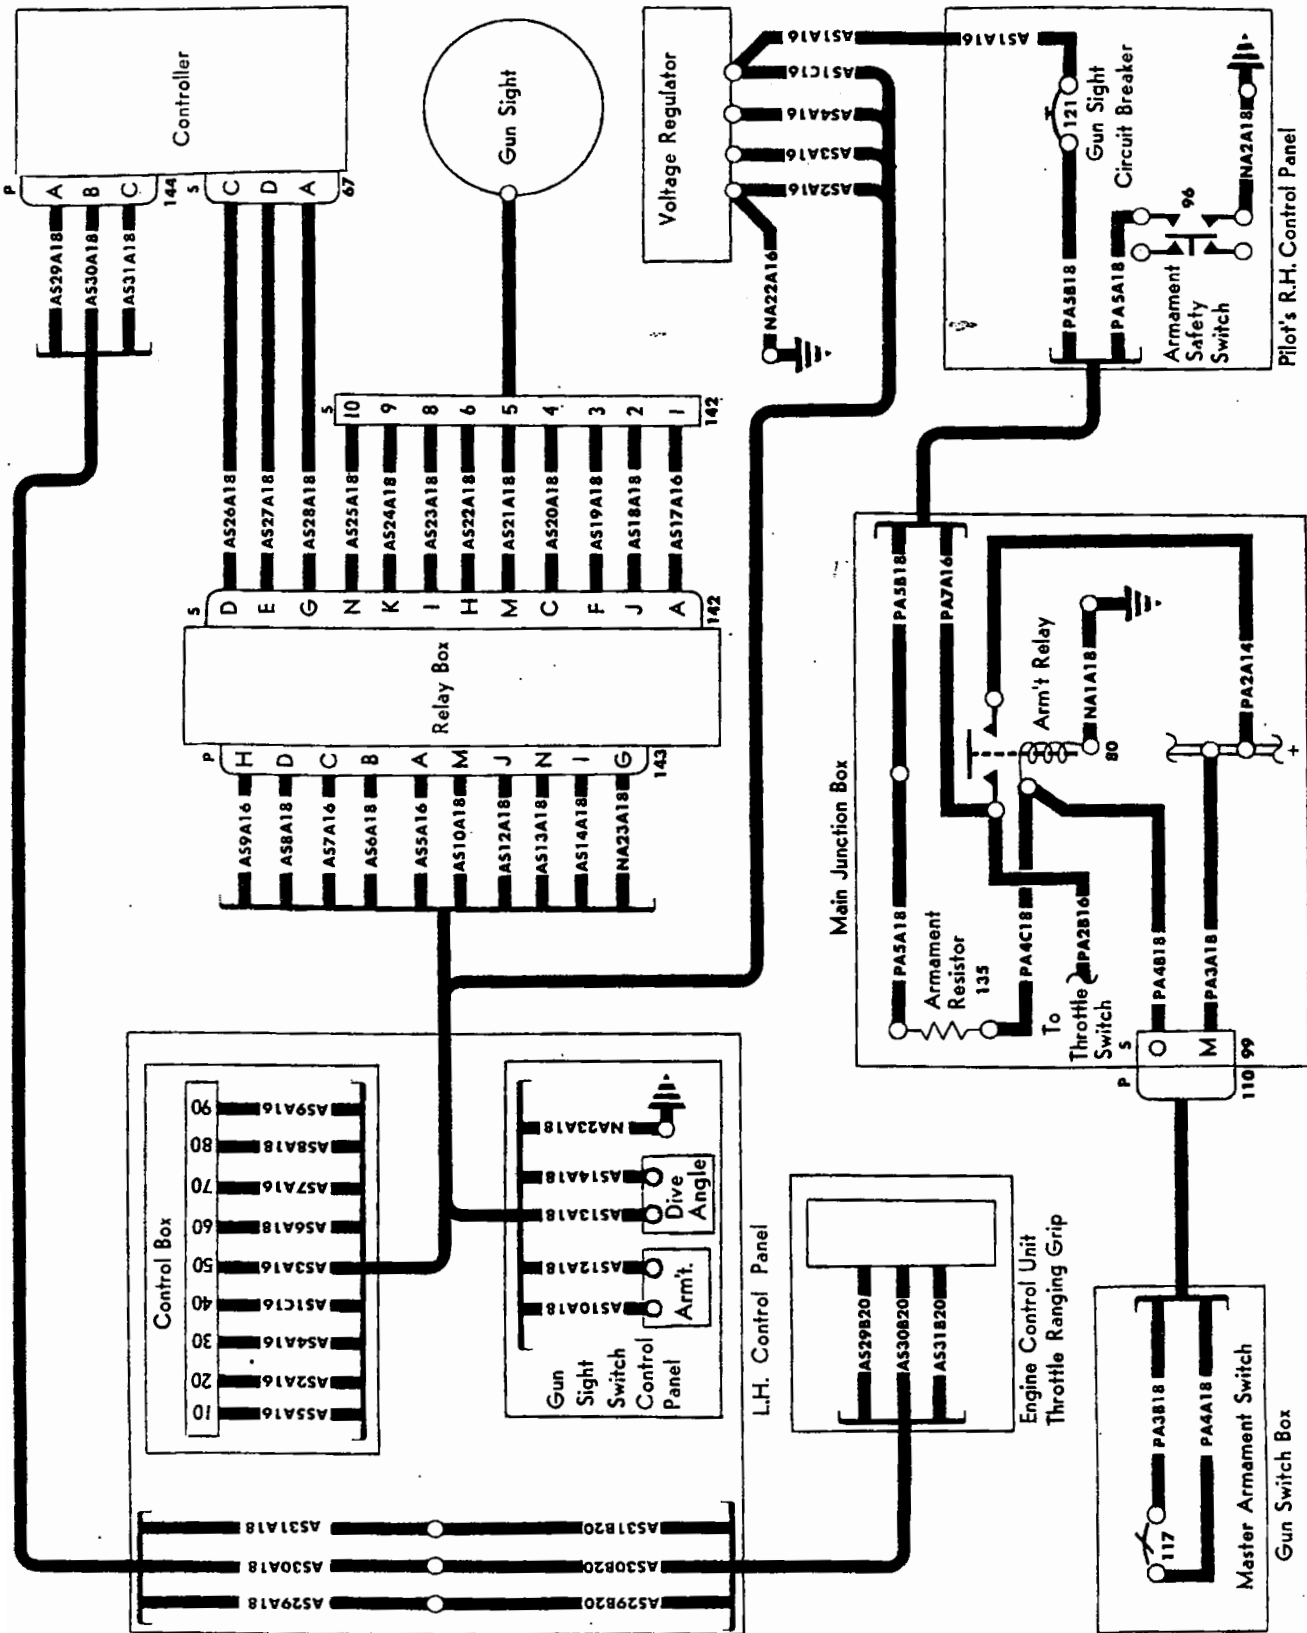 P
A
B
C
144
AS29A18
AS30A18
AS31A18
Controller
S
C
D
A
67
AS26A18
AS27A18
AS28A18
Gun Sight
Voltage Regulator
AS1A16
AS1C16
AS4A16
AS3A16
AS2A16
NA22A16
AS1A16
121
Gun Sight
Circuit Breaker
PA5B18
PA5A18
96
Armament
Safety
Switch
NA2A18
Pilot's R.H. Control Panel
S
10
9
8
6
5
4
3
2
1
142
AS25A18
AS24A18
AS23A18
AS22A18
AS21A18
AS20A18
AS19A18
AS18A18
AS17A16
S
D
E
G
N
K
I
H
M
C
F
J
A
142
Relay Box
P
H
D
C
B
A
M
J
N
I
G
143
AS9A16
AS8A18
AS7A16
AS6A18
AS5A16
AS10A18
AS12A18
AS13A18
AS14A18
NA23A18
Main Junction Box
PA5B18
PA7A16
PA5A18
Armament
Resistor
135
PA4C18
Arm't Relay
NA1A18
80
PA2A14
+
To
Throttle
Switch
PA2B16
PA4B18
PA3A18
P
S
O
M
110
99
Control Box
90
80
70
60
50
40
30
20
10
AS9A16
AS8A18
AS7A16
AS6A18
AS3A16
AS1C16
AS4A16
AS2A16
AS5A16
NA23A18
AS14A18
AS13A18
AS12A18
AS10A18
Dive
Angle
Arm't.
Gun
Sight
Switch
Control
Panel
L.H. Control Panel
AS31A18
AS30A18
AS29A18
AS31B20
AS30B20
AS29B20
AS29B20
AS30B20
AS31B20
Engine Control Unit
Throttle Ranging Grip
PA3B18
PA4A18
117
Master Armament Switch
Gun Switch Box